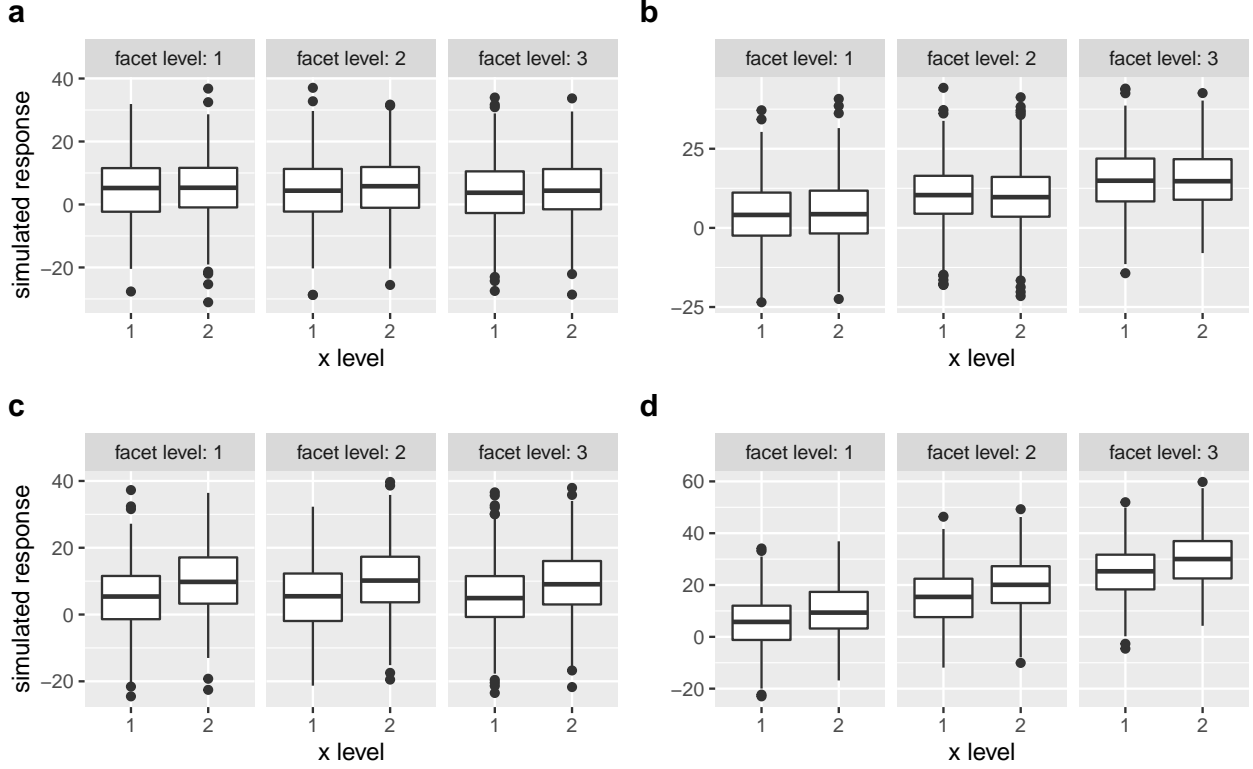 a
facet level: 1 facet level: 2 facet level: 3
40
20
0
−20
simulated response
1 2 1 2 1 2
x level
b
facet level: 1 facet level: 2 facet level: 3
25
0
−25
1 2 1 2 1 2
x level
c
facet level: 1 facet level: 2 facet level: 3
40
20
0
−20
simulated response
1 2 1 2 1 2
x level
d
facet level: 1 facet level: 2 facet level: 3
60
40
20
0
−20
1 2 1 2 1 2
x level